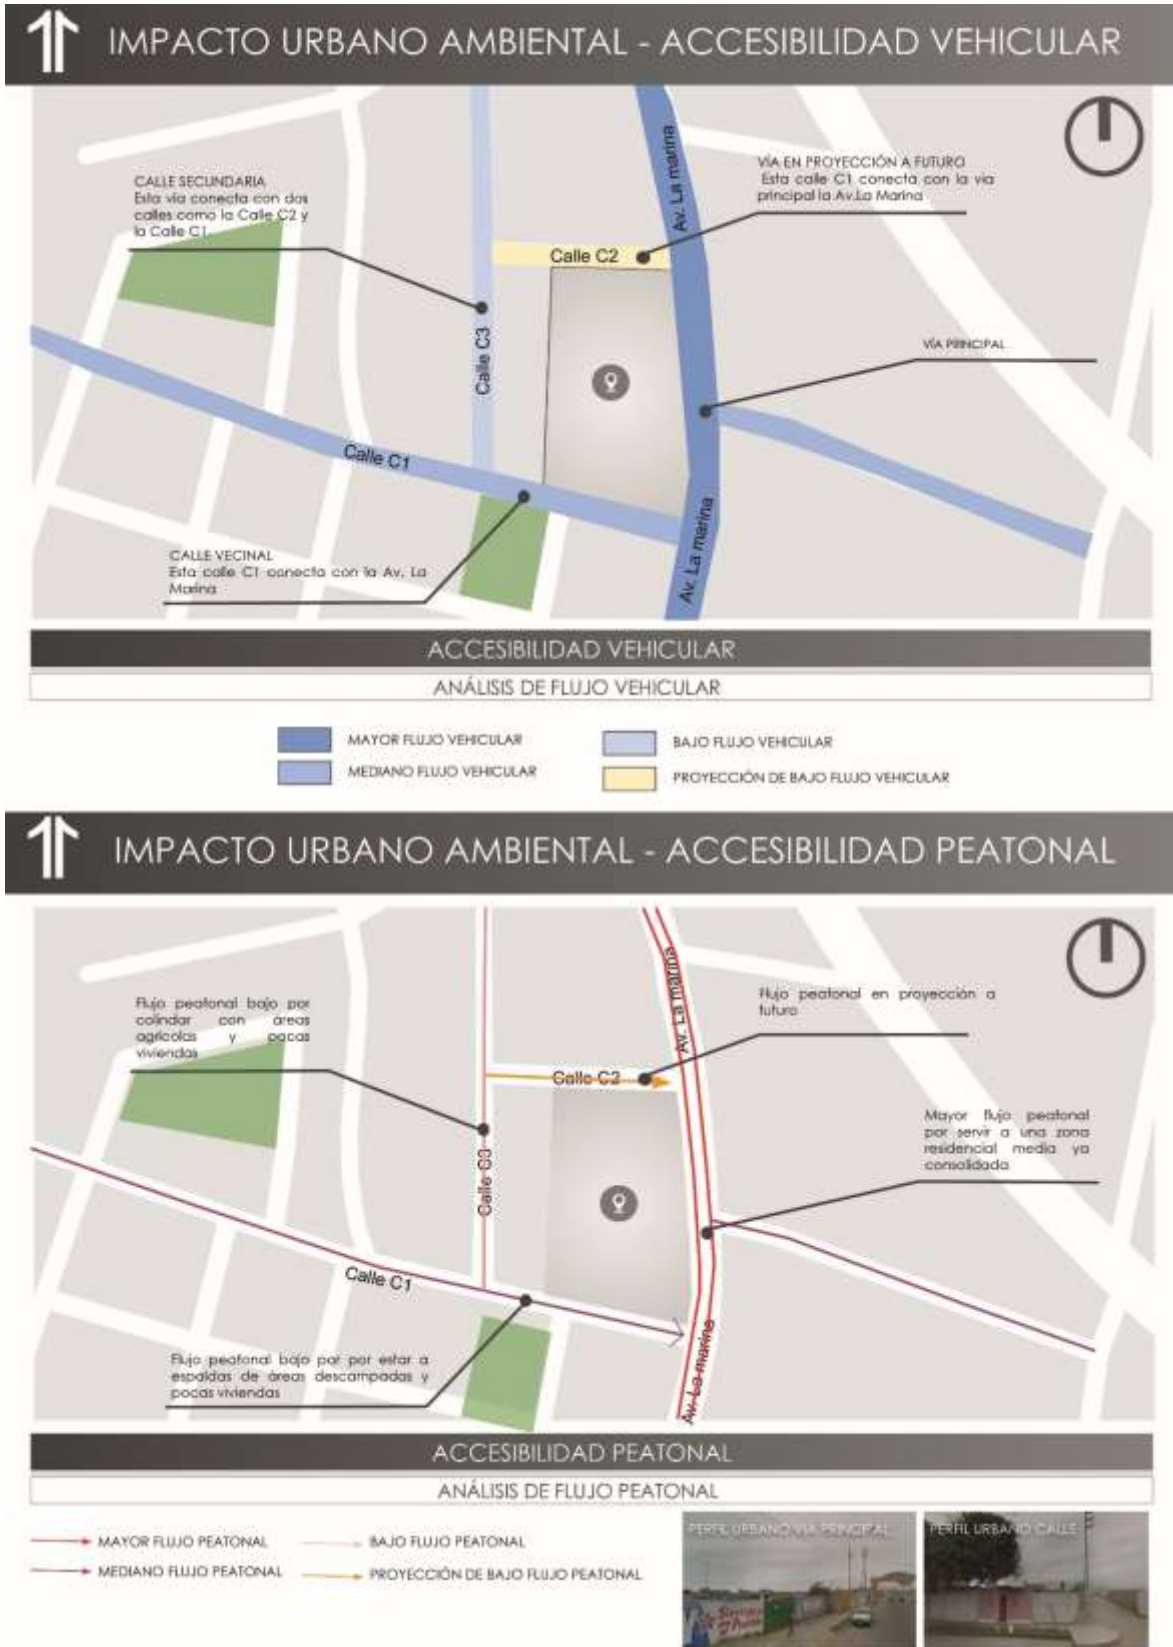 IMPACTO URBANO AMBIENTAL - ACCESIBILIDAD VEHICULAR
CALLE SECUNDARIA
Esta vía conecta con dos
calles como la Calle C2 y
la Calle C1.
VÍA EN PROYECCIÓN A FUTURO
Esta calle C1 conecta con la via
principal la Av.La Marina
Av. La marina
Calle C2
Calle C3
VÍA PRINCIPAL
Calle C1
Av. La marina
CALLE VECINAL
Esta calle C1 conecta con la Av. La
Marina
ACCESIBILIDAD VEHICULAR
ANÁLISIS DE FLUJO VEHICULAR
MAYOR FLUJO VEHICULAR
BAJO FLUJO VEHICULAR
MEDIANO FLUJO VEHICULAR
PROYECCIÓN DE BAJO FLUJO VEHICULAR
IMPACTO URBANO AMBIENTAL - ACCESIBILIDAD PEATONAL
Flujo peatonal bajo por
colindar con áreas
agrícolas y pocas
viviendas
Flujo peatonal en proyección a
futuro
Av. La marina
Calle C2
Mayor flujo peatonal
por servir a una zona
residencial media ya
consolidada
Calle C3
Calle C1
Av. La marina
Flujo peatonal bajo por por estar a
espaldas de áreas descampadas y
pocas viviendas
ACCESIBILIDAD PEATONAL
ANÁLISIS DE FLUJO PEATONAL
MAYOR FLUJO PEATONAL
BAJO FLUJO PEATONAL
MEDIANO FLUJO PEATONAL
PROYECCIÓN DE BAJO FLUJO PEATONAL
PERFIL URBANO VIA PRINCIPAL
PERFIL URBANO CALLE